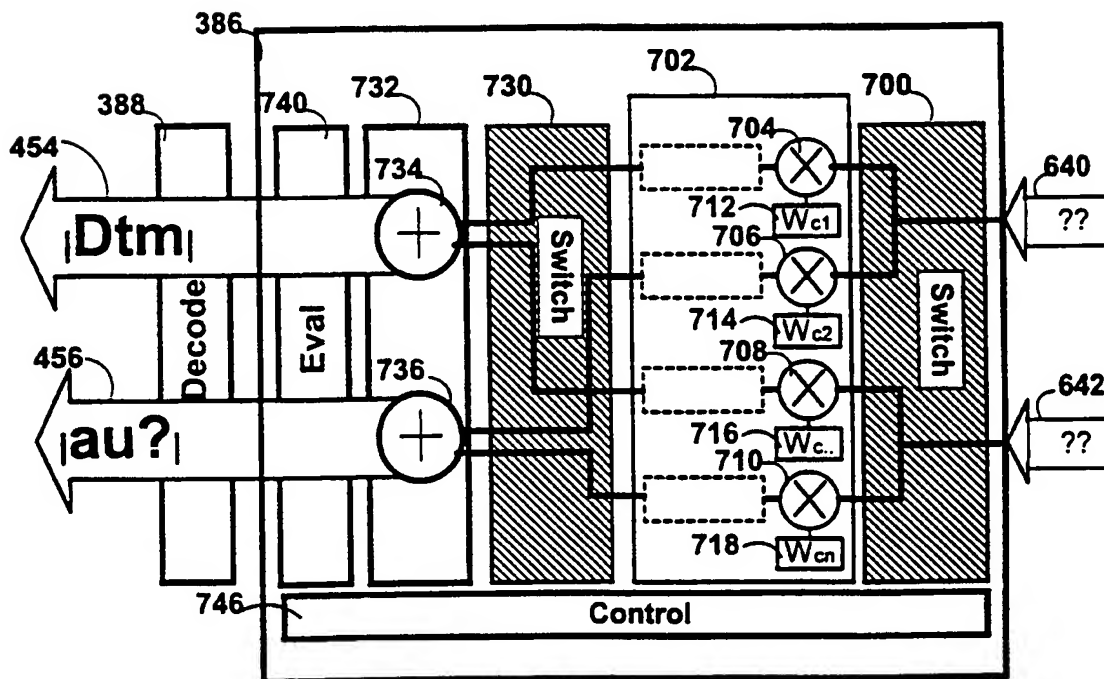 386
702
732
730
700
388
740
704
454
734
640
Dtm
712
Wc1
??
706
Switch
Decode
Eval
714
Wc2
Switch
456
736
708
642
au?
716
Wc..
??
710
718
Wcn
746
Control